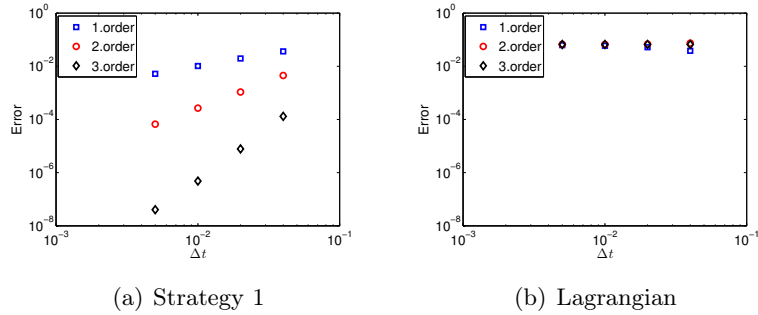 10^0
10^-2
10^-4
10^-6
10^-8
Error
1.order
2.order
3.order
10^-3
10^-2
10^-1
Δt
(a) Strategy 1
10^0
10^-2
10^-4
10^-6
10^-8
Error
1.order
2.order
3.order
10^-3
10^-2
10^-1
Δt
(b) Lagrangian